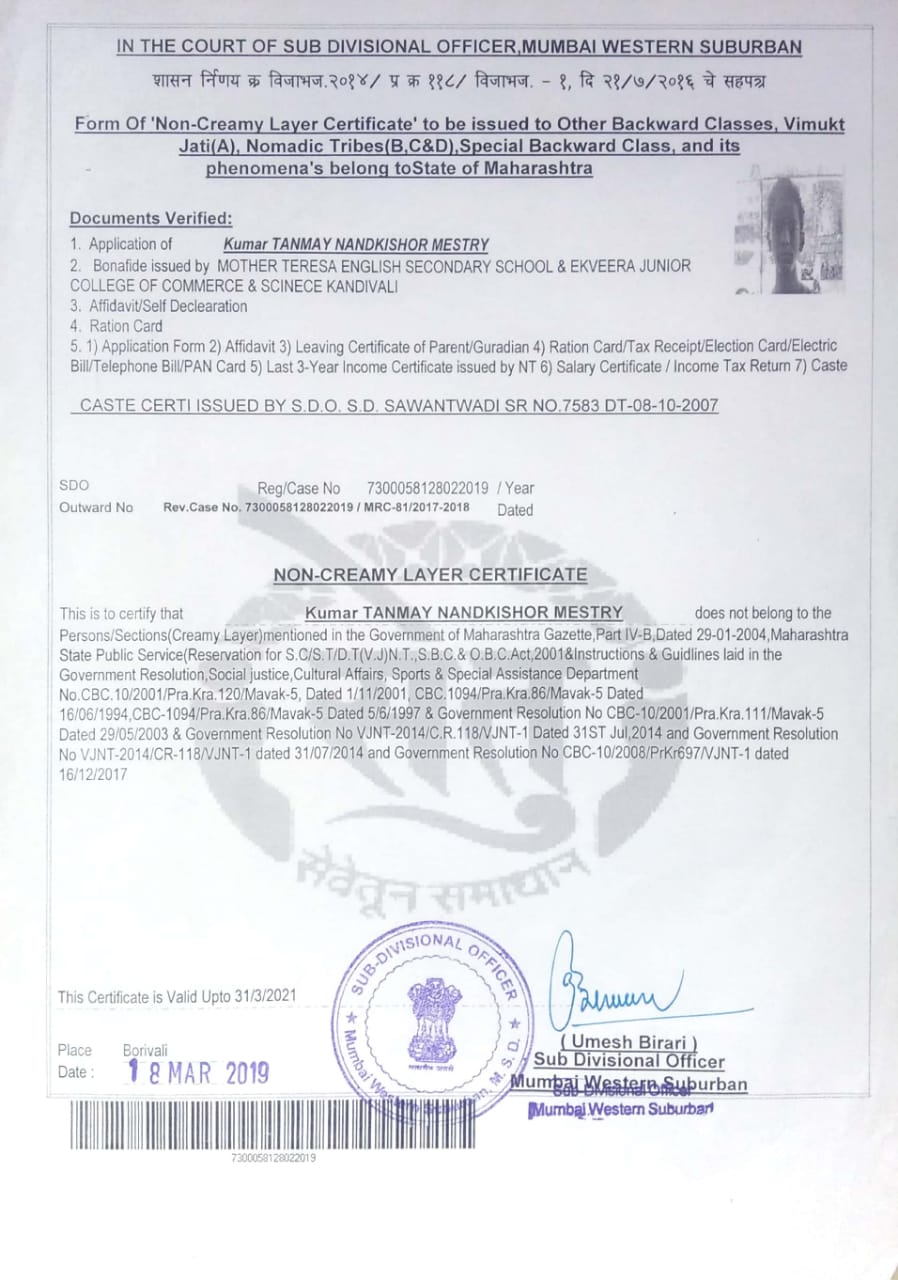 IN THE COURT OF SUB DIVISIONAL OFFICER,MUMBAI WESTERN SUBURBAN
शासन र्निणय क्र विजाभज.२०१४/ प्र क्र ११८/ विजाभज. - १, दि २१/७/२०१६ चे सहपत्र
Form Of 'Non-Creamy Layer Certificate' to be issued to Other Backward Classes, Vimukt
Jati(A), Nomadic Tribes(B,C&D),Special Backward Class, and its
phenomena's belong toState of Maharashtra
Documents Verified:
1. Application of Kumar TANMAY NANDKISHOR MESTRY
2. Bonafide issued by MOTHER TERESA ENGLISH SECONDARY SCHOOL & EKVEERA JUNIOR
COLLEGE OF COMMERCE & SCINECE KANDIVALI
3. Affidavit/Self Declearation
4. Ration Card
5. 1) Application Form 2) Affidavit 3) Leaving Certificate of Parent/Guradian 4) Ration Card/Tax Receipt/Election Card/Electric
Bill/Telephone Bill/PAN Card 5) Last 3-Year Income Certificate issued by NT 6) Salary Certificate / Income Tax Return 7) Caste
CASTE CERTI ISSUED BY S.D.O. S.D. SAWANTWADI SR NO.7583 DT-08-10-2007
SDO Reg/Case No 7300058128022019 / Year
Outward No Rev.Case No. 7300058128022019 / MRC-81/2017-2018 Dated
NON-CREAMY LAYER CERTIFICATE
This is to certify that Kumar TANMAY NANDKISHOR MESTRY does not belong to the
Persons/Sections(Creamy Layer)mentioned in the Government of Maharashtra Gazette,Part IV-B,Dated 29-01-2004,Maharashtra
State Public Service(Reservation for S.C/S.T/D.T(V.J)N.T.,S.B.C.& O.B.C.Act,2001&Instructions & Guidlines laid in the
Government Resolution,Social justice,Cultural Affairs, Sports & Special Assistance Department
No.CBC.10/2001/Pra.Kra.120/Mavak-5, Dated 1/11/2001, CBC.1094/Pra.Kra.86/Mavak-5 Dated
16/06/1994,CBC-1094/Pra.Kra.86/Mavak-5 Dated 5/6/1997 & Government Resolution No CBC-10/2001/Pra.Kra.111/Mavak-5
Dated 29/05/2003 & Government Resolution No VJNT-2014/C.R.118/VJNT-1 Dated 31ST Jul,2014 and Government Resolution
No VJNT-2014/CR-118/VJNT-1 dated 31/07/2014 and Government Resolution No CBC-10/2008/PrKr697/VJNT-1 dated
16/12/2017
सेवेतून समाधान
SUB-DIVISIONAL OFFICER
Mumbai Western Suburban, M.S.D.
This Certificate is Valid Upto 31/3/2021
( Umesh Birari )
Sub Divisional Officer
Mumbai Western Suburban
Sub Divisional Officer
Mumbai Western Suburban
Place Borivali
Date : 18 MAR 2019
7300058128022019